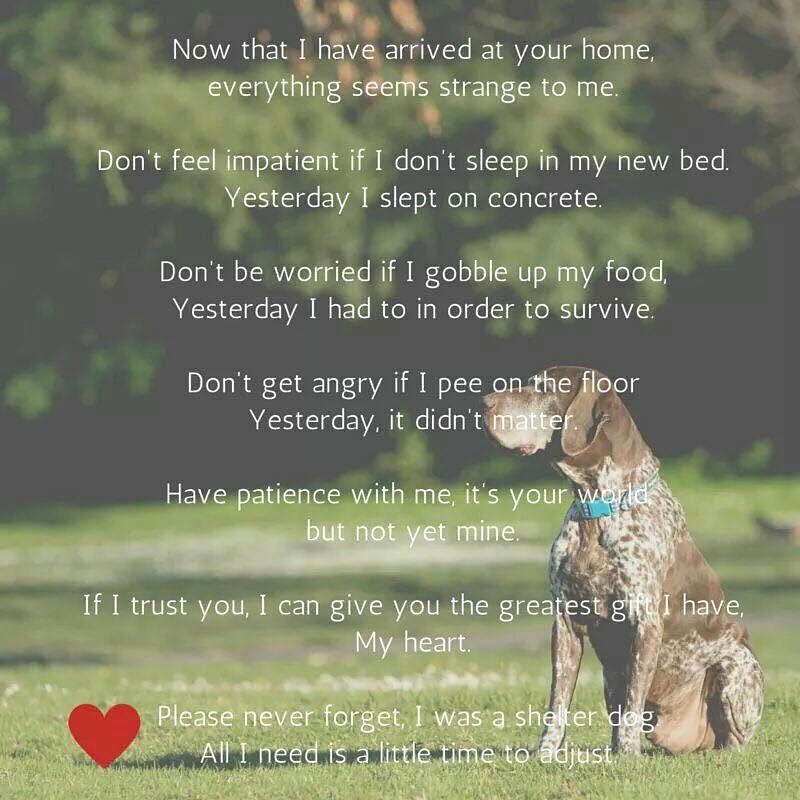 Now that I have arrived at your home,
everything seems strange to me.
Don't feel impatient if I don't sleep in my new bed.
Yesterday I slept on concrete.
Don't be worried if I gobble up my food,
Yesterday I had to in order to survive.
Don't get angry if I pee on the floor
Yesterday, it didn't matter.
Have patience with me, it's your world
but not yet mine.
If I trust you, I can give you the greatest gift I have,
My heart.
Please never forget, I was a shelter dog.
All I need is a little time to adjust.